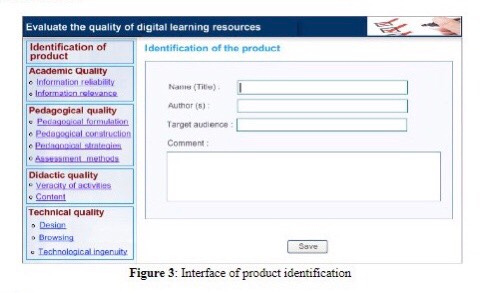 Evaluate the quality of digital learning resources
Identification of
product
Academic Quality
Information reliability
Information relevance
Pedagogical quality
Pedagogical formulation
Pedagogical construction
Pedagogical strategies
Assessment methods
Didactic quality
Veracity of activities
Content
Technical quality
Design
Browsing
Technological ingenuity
Identification of the product
Name (Title) :
Author (s) :
Target audience :
Comment :
Save
Figure 3: Interface of product identification